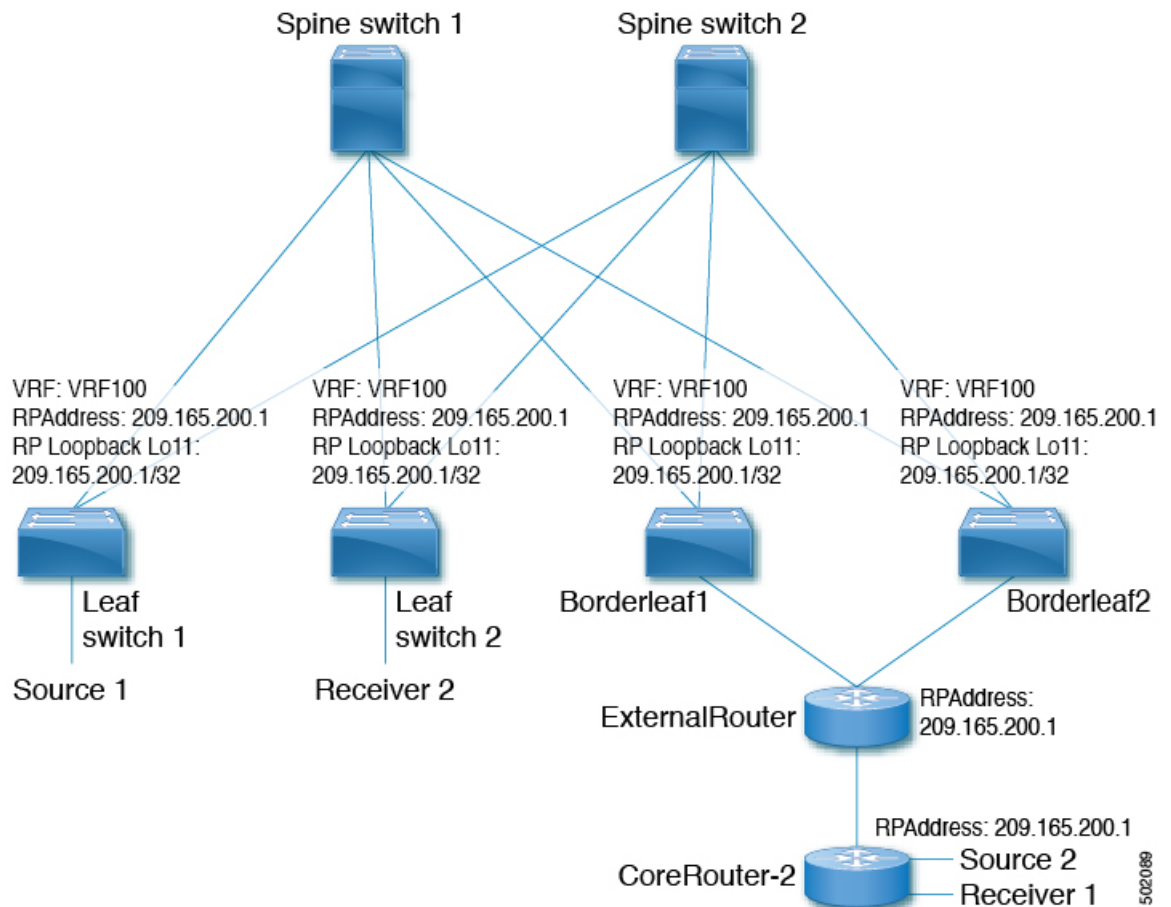 Spine switch 1
Spine switch 2
VRF: VRF100
RPAddress: 209.165.200.1
RP Loopback Lo11:
209.165.200.1/32
VRF: VRF100
RPAddress: 209.165.200.1
RP Loopback Lo11:
209.165.200.1/32
VRF: VRF100
RPAddress: 209.165.200.1
RP Loopback Lo11:
209.165.200.1/32
VRF: VRF100
RPAddress: 209.165.200.1
RP Loopback Lo11:
209.165.200.1/32
Leaf
switch 1
Leaf
switch 2
Borderleaf1
Borderleaf2
Source 1
Receiver 2
ExternalRouter
RPAddress:
209.165.200.1
RPAddress: 209.165.200.1
CoreRouter-2
Source 2
Receiver 1
502089